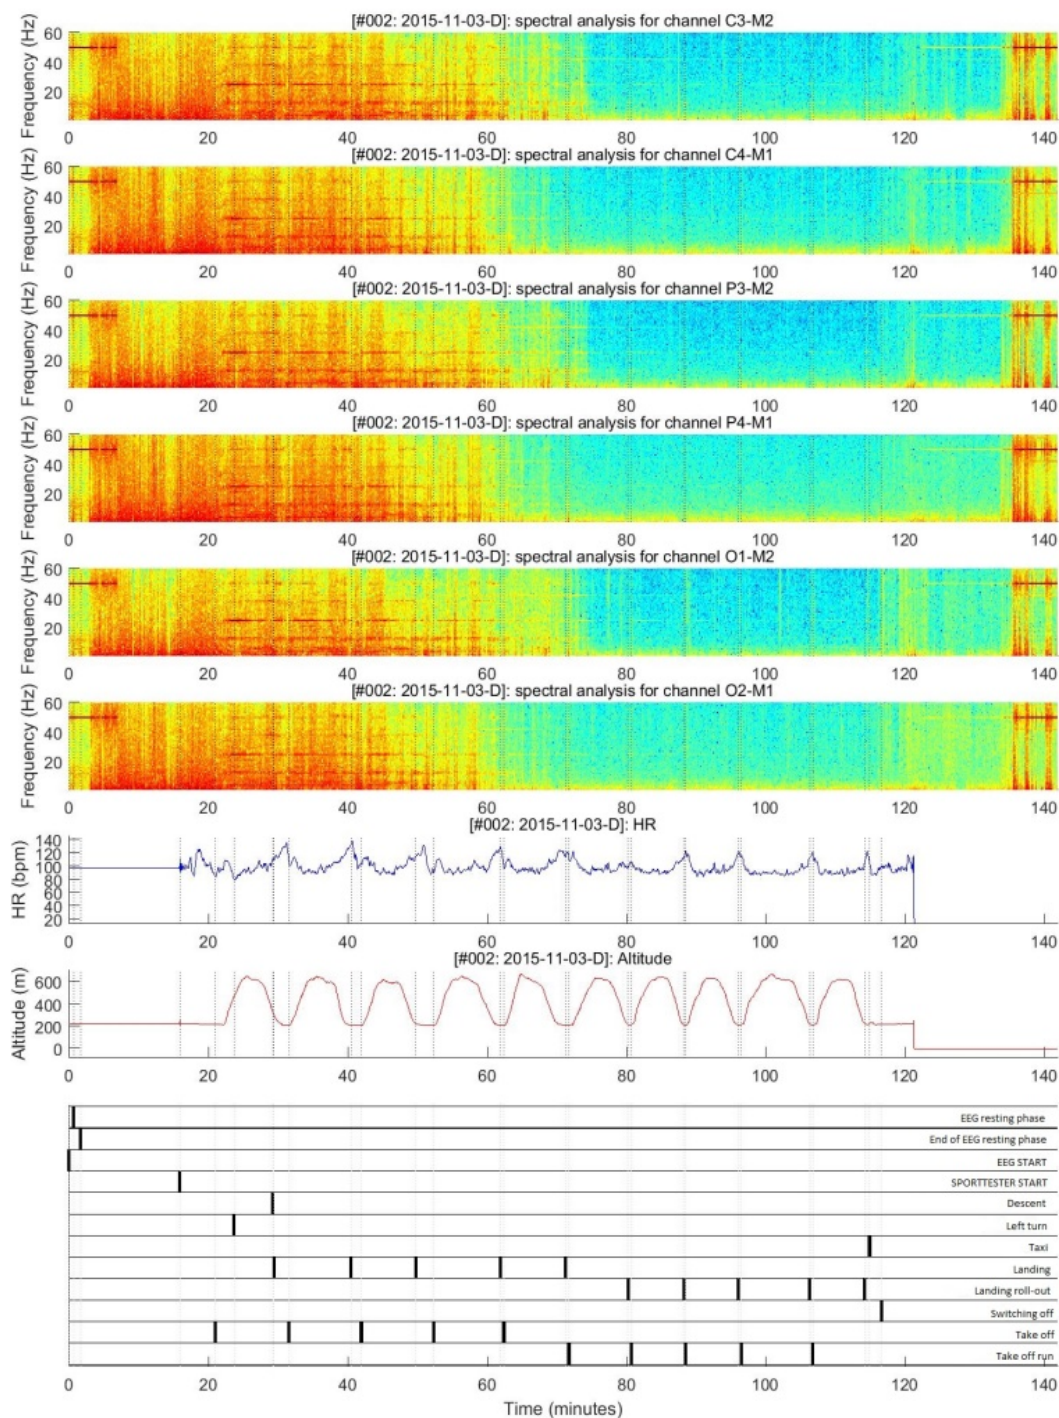 [#002: 2015-11-03-D]: spectral analysis for channel C3-M2
Frequency (Hz)
60
40
20
0 20 40 60 80 100 120 140
[#002: 2015-11-03-D]: spectral analysis for channel C4-M1
Frequency (Hz)
60
40
20
0 20 40 60 80 100 120 140
[#002: 2015-11-03-D]: spectral analysis for channel P3-M2
Frequency (Hz)
60
40
20
0 20 40 60 80 100 120 140
[#002: 2015-11-03-D]: spectral analysis for channel P4-M1
Frequency (Hz)
60
40
20
0 20 40 60 80 100 120 140
[#002: 2015-11-03-D]: spectral analysis for channel O1-M2
Frequency (Hz)
60
40
20
0 20 40 60 80 100 120 140
[#002: 2015-11-03-D]: spectral analysis for channel O2-M1
Frequency (Hz)
60
40
20
0 20 40 60 80 100 120 140
[#002: 2015-11-03-D]: HR
HR (bpm)
140
120
100
80
60
40
20
0 20 40 60 80 100 120 140
[#002: 2015-11-03-D]: Altitude
Altitude (m)
600
400
200
0
0 20 40 60 80 100 120 140
EEG resting phase
End of EEG resting phase
EEG START
SPORTTESTER START
Descent
Left turn
Taxi
Landing
Landing roll-out
Switching off
Take off
Take off run
0 20 40 60 80 100 120 140
Time (minutes)